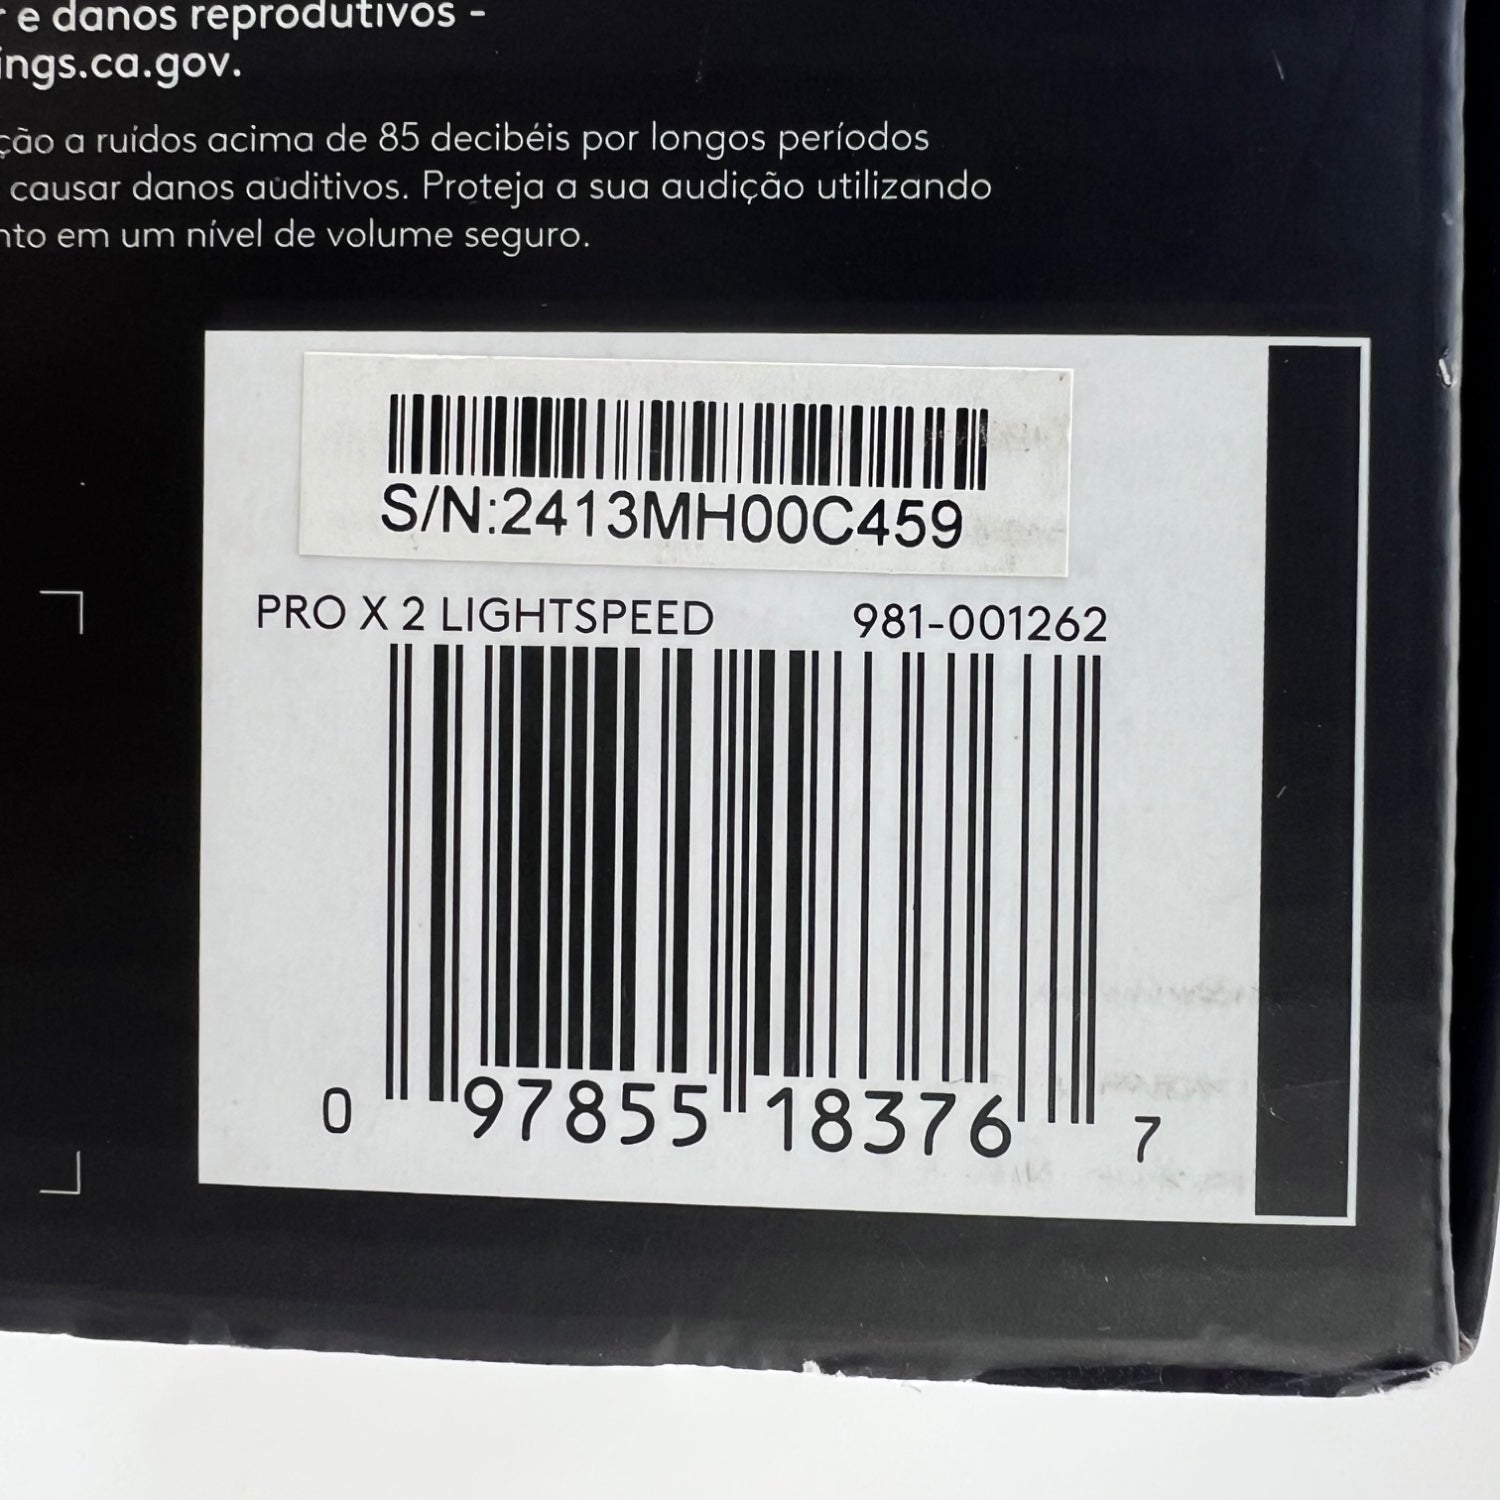 e danos reprodutivos -
ings.ca.gov.
ção a ruídos acima de 85 decibéis por longos períodos
causar danos auditivos. Proteja a sua audição utilizando
nto em um nível de volume seguro.
S/N:2413MH00C459
PRO X 2 LIGHTSPEED 981-001262
0 97855 18376 7